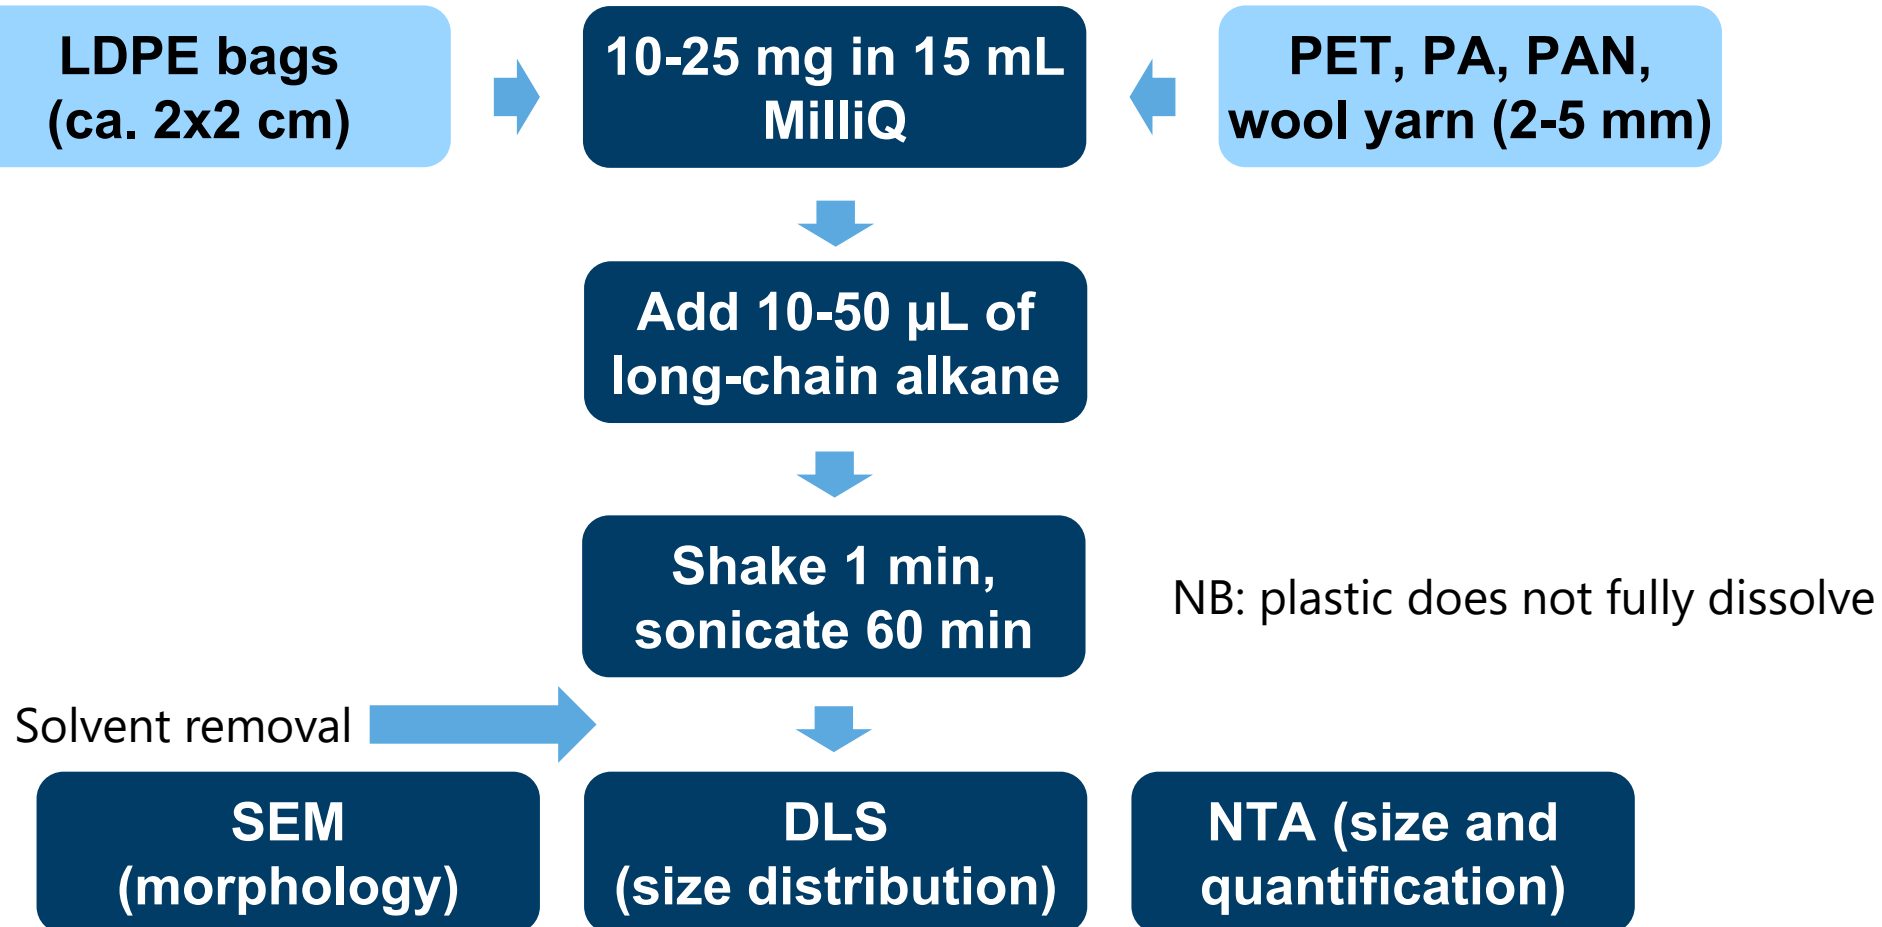 LDPE bags
(ca. 2x2 cm)
10-25 mg in 15 mL
MilliQ
PET, PA, PAN,
wool yarn (2-5 mm)
Add 10-50 µL of
long-chain alkane
Shake 1 min,
sonicate 60 min
NB: plastic does not fully dissolve
Solvent removal
SEM
(morphology)
DLS
(size distribution)
NTA (size and
quantification)